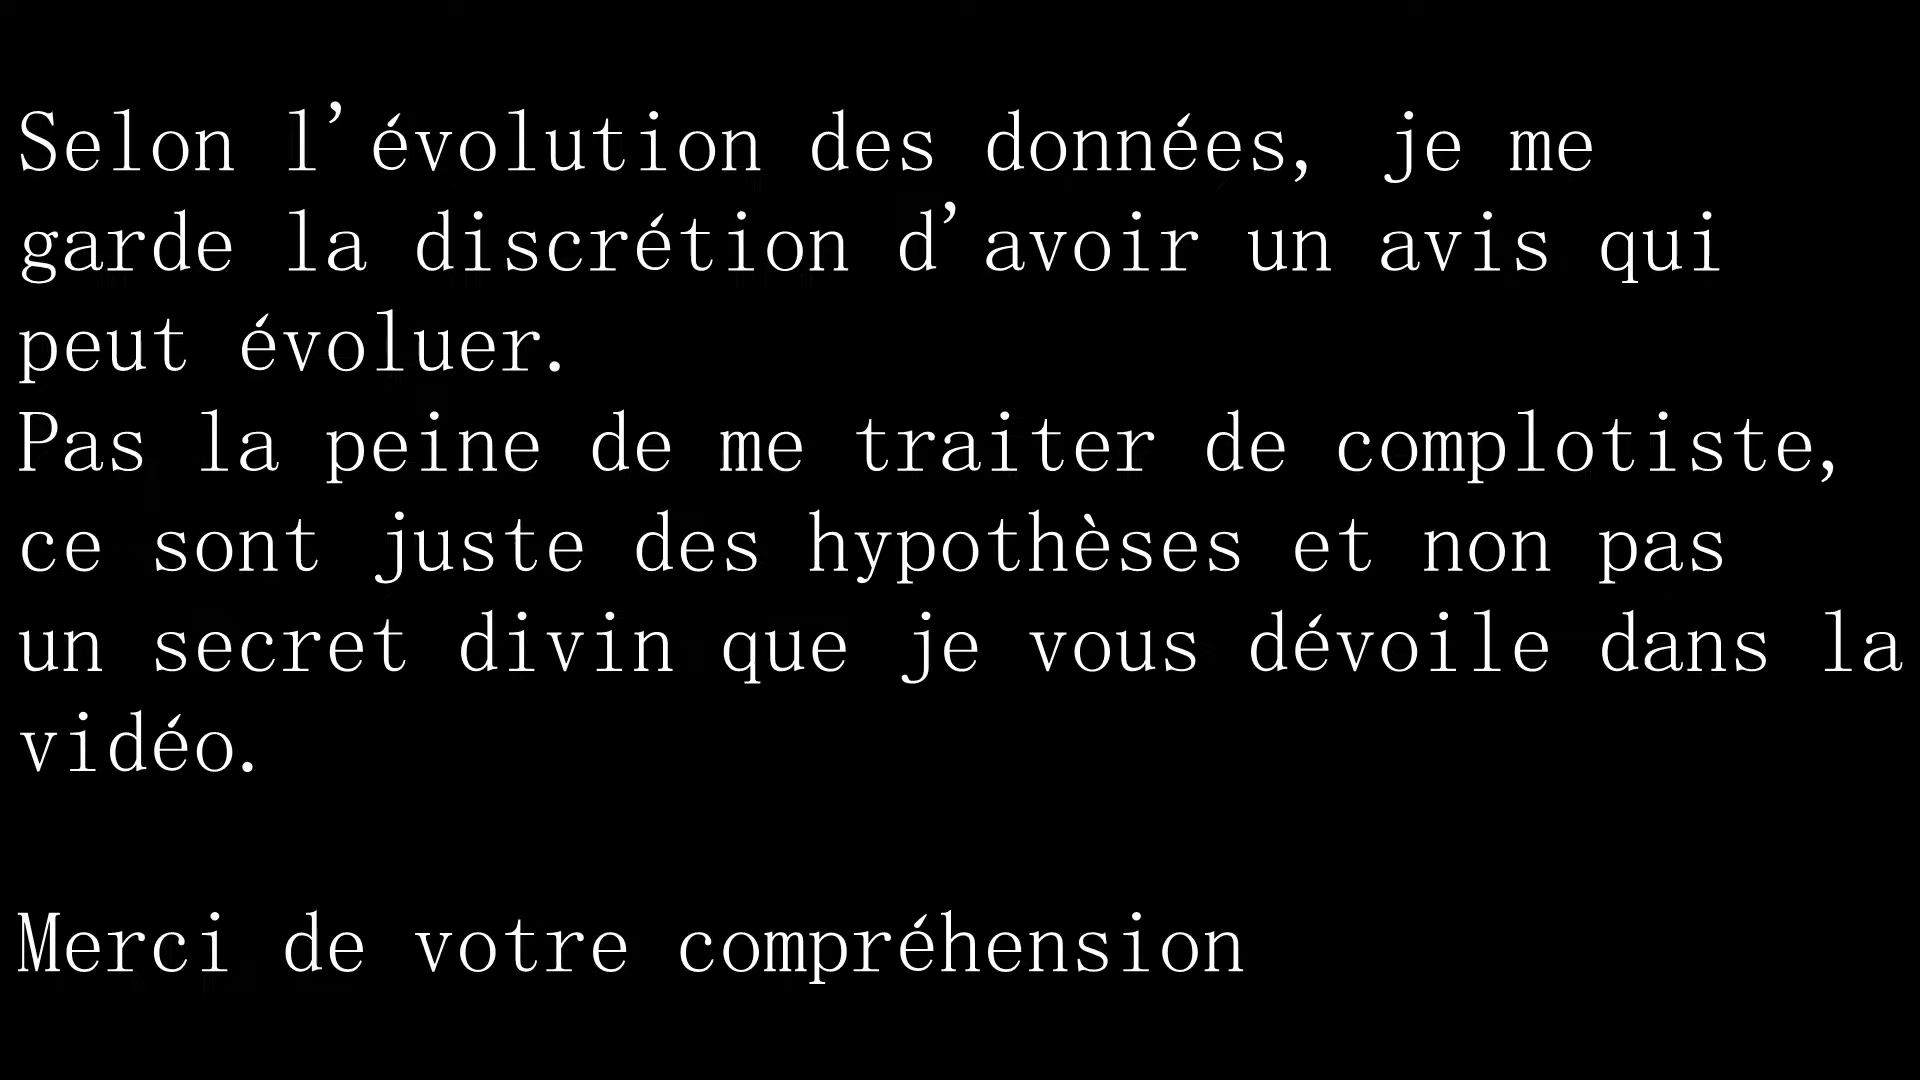 Selon l'évolution des données, je me
garde la discrétion d'avoir un avis qui
peut évoluer.
Pas la peine de me traiter de complotiste,
ce sont juste des hypothèses et non pas
un secret divin que je vous dévoile dans la
vidéo.
Merci de votre compréhension